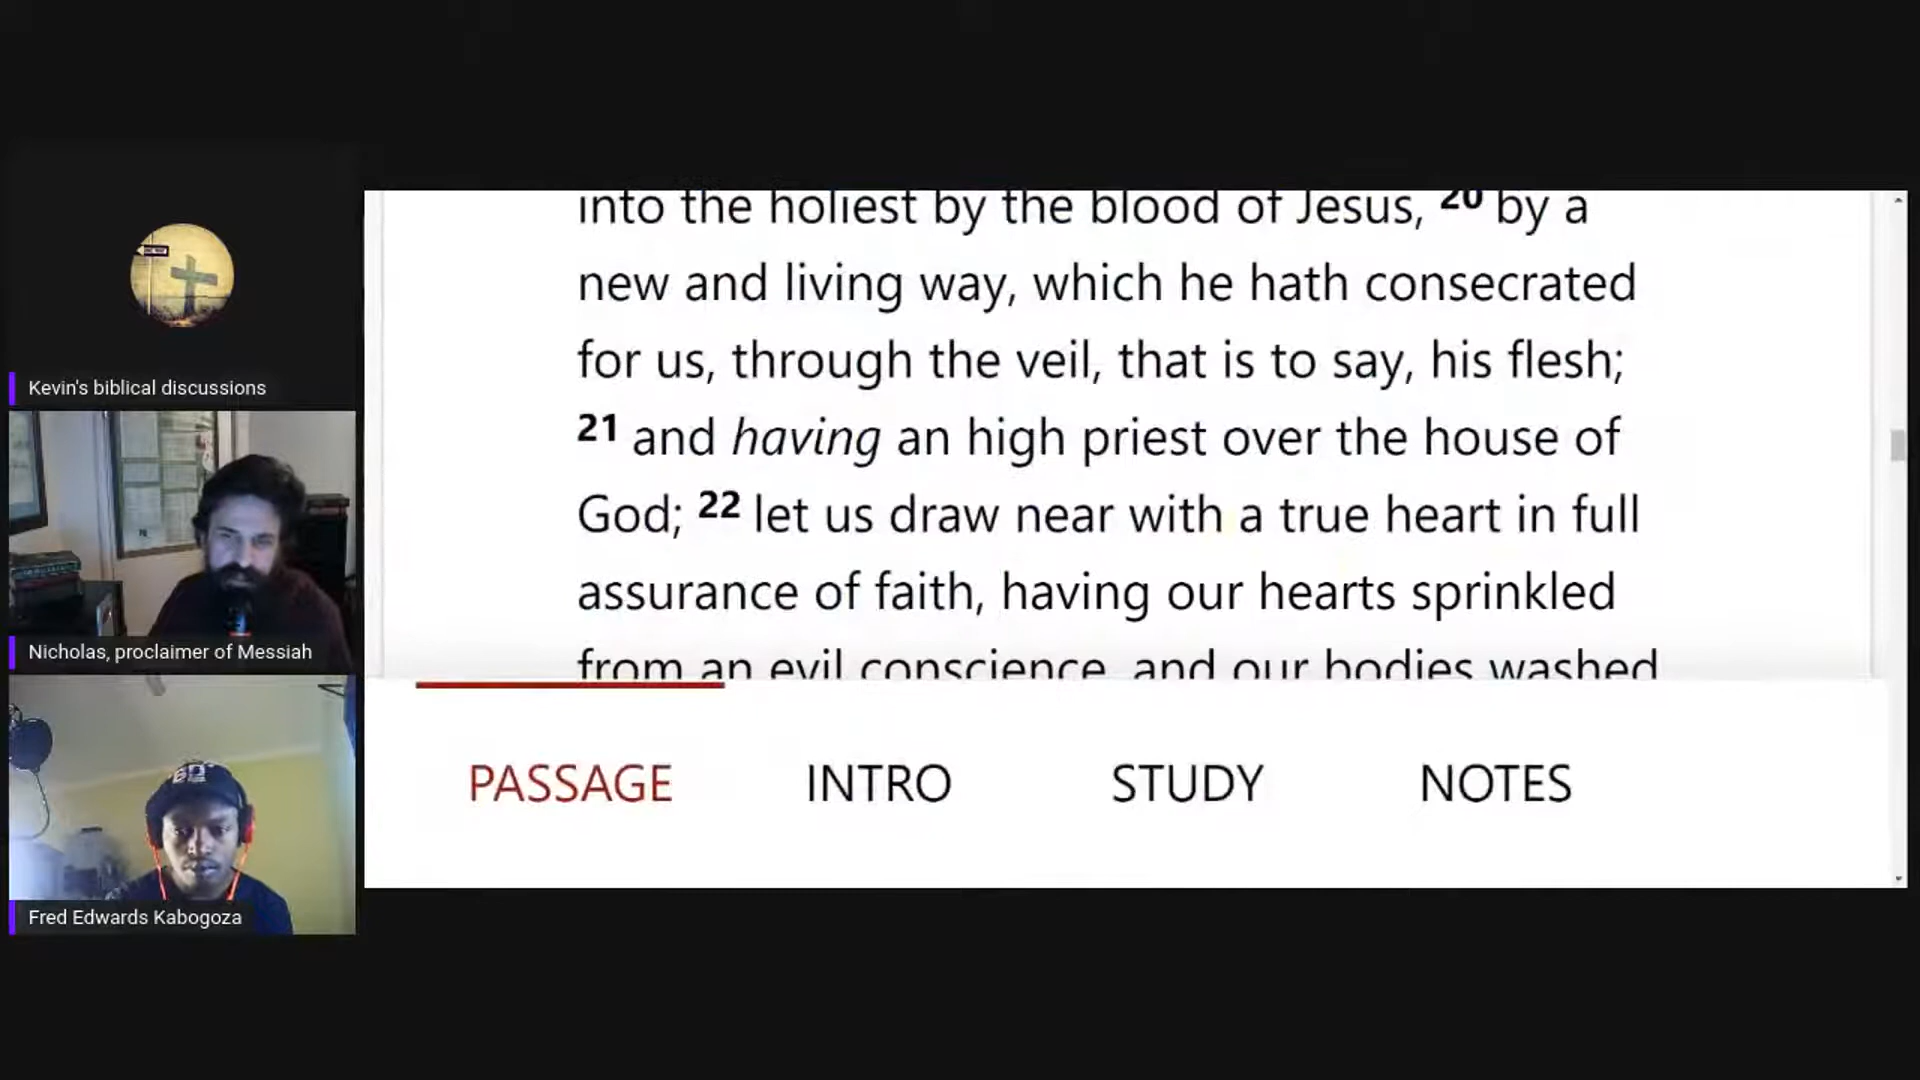 Kevin's biblical discussions
Nicholas, proclaimer of Messiah
Fred Edwards Kabogoza
into the holiest by the blood of Jesus, 20 by a
new and living way, which he hath consecrated
for us, through the veil, that is to say, his flesh;
21 and having an high priest over the house of
God; 22 let us draw near with a true heart in full
assurance of faith, having our hearts sprinkled
from an evil conscience, and our bodies washed
PASSAGE
INTRO
STUDY
NOTES